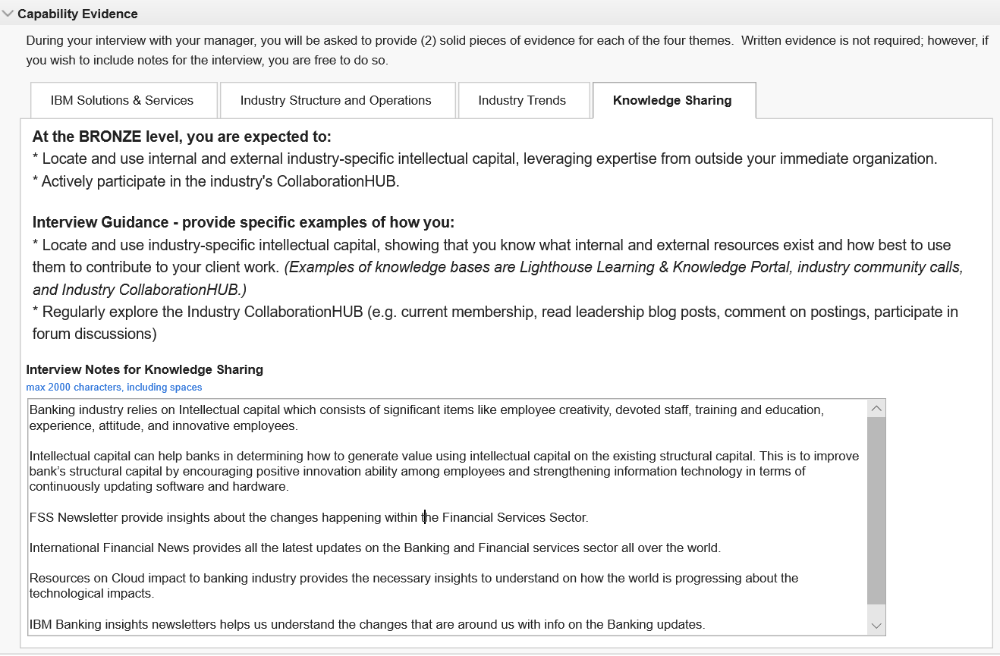 Capability Evidence
During your interview with your manager, you will be asked to provide (2) solid pieces of evidence for each of the four themes.  Written evidence is not required; however, if
you wish to include notes for the interview, you are free to do so.
IBM Solutions & Services
Industry Structure and Operations
Industry Trends
Knowledge Sharing
At the BRONZE level, you are expected to:
* Locate and use internal and external industry-specific intellectual capital, leveraging expertise from outside your immediate organization.
* Actively participate in the industry's CollaborationHUB.
Interview Guidance - provide specific examples of how you:
* Locate and use industry-specific intellectual capital, showing that you know what internal and external resources exist and how best to use
them to contribute to your client work. (Examples of knowledge bases are Lighthouse Learning & Knowledge Portal, industry community calls,
and Industry CollaborationHUB.)
* Regularly explore the Industry CollaborationHUB (e.g. current membership, read leadership blog posts, comment on postings, participate in
forum discussions)
Interview Notes for Knowledge Sharing
max 2000 characters, including spaces
Banking industry relies on Intellectual capital which consists of significant items like employee creativity, devoted staff, training and education,
experience, attitude, and innovative employees.
Intellectual capital can help banks in determining how to generate value using intellectual capital on the existing structural capital. This is to improve
bank’s structural capital by encouraging positive innovation ability among employees and strengthening information technology in terms of
continuously updating software and hardware.
FSS Newsletter provide insights about the changes happening within the Financial Services Sector.
International Financial News provides all the latest updates on the Banking and Financial services sector all over the world.
Resources on Cloud impact to banking industry provides the necessary insights to understand on how the world is progressing about the
technological impacts.
IBM Banking insights newsletters helps us understand the changes that are around us with info on the Banking updates.